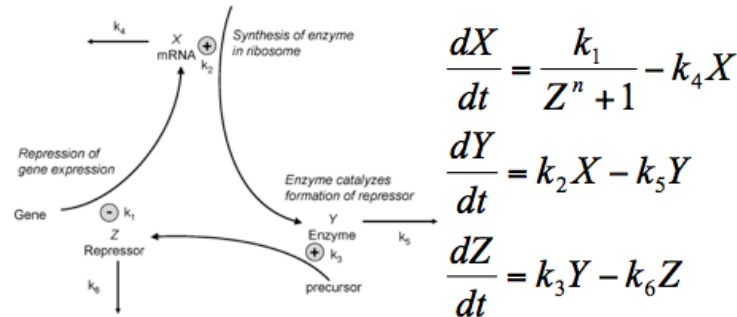 k₄
X
mRNA
+
k₂
Synthesis of enzyme
in ribosome
Repression of
gene expression
Gene
-
k₁
Z
Repressor
k₆
Enzyme catalyzes
formation of repressor
Y
Enzyme
k₅
+
k₃
precursor
dX/dt = k₁/(Zⁿ + 1) − k₄X
dY/dt = k₂X − k₅Y
dZ/dt = k₃Y − k₆Z